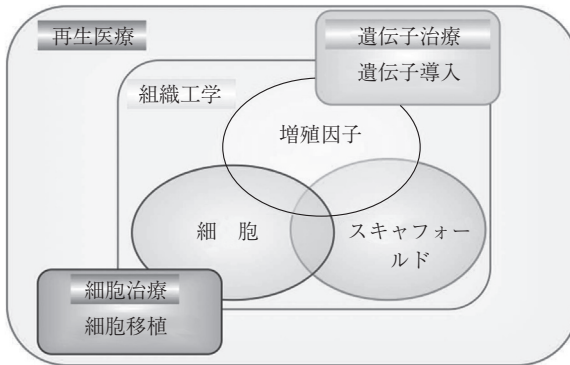 再生医療
遺伝子治療
遺伝子導入
組織工学
増殖因子
細　胞
スキャフォー
ルド
細胞治療
細胞移植